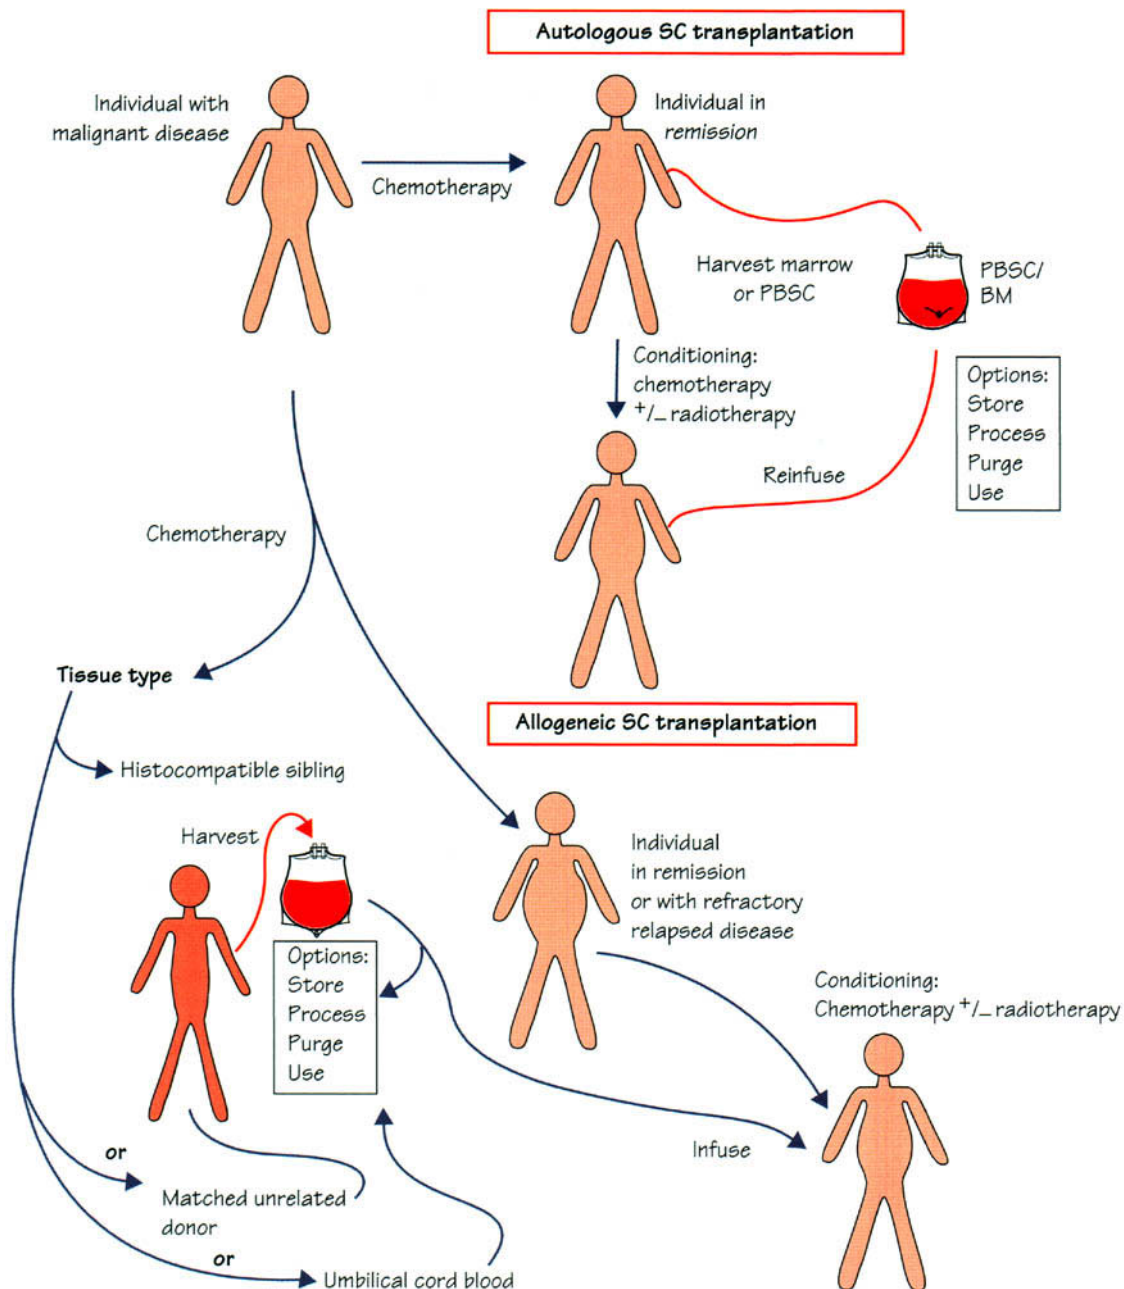 Autologous SC transplantation
Individual with
malignant disease
Chemotherapy
Individual in
remission
Harvest marrow
or PBSC
PBSC/
BM
Conditioning:
chemotherapy
+/– radiotherapy
Options:
Store
Process
Purge
Use
Reinfuse
Chemotherapy
Tissue type
Allogeneic SC transplantation
Histocompatible sibling
Harvest
Individual
in remission
or with refractory
relapsed disease
Options:
Store
Process
Purge
Use
Conditioning:
Chemotherapy +/– radiotherapy
Infuse
or
Matched unrelated
donor
or
Umbilical cord blood